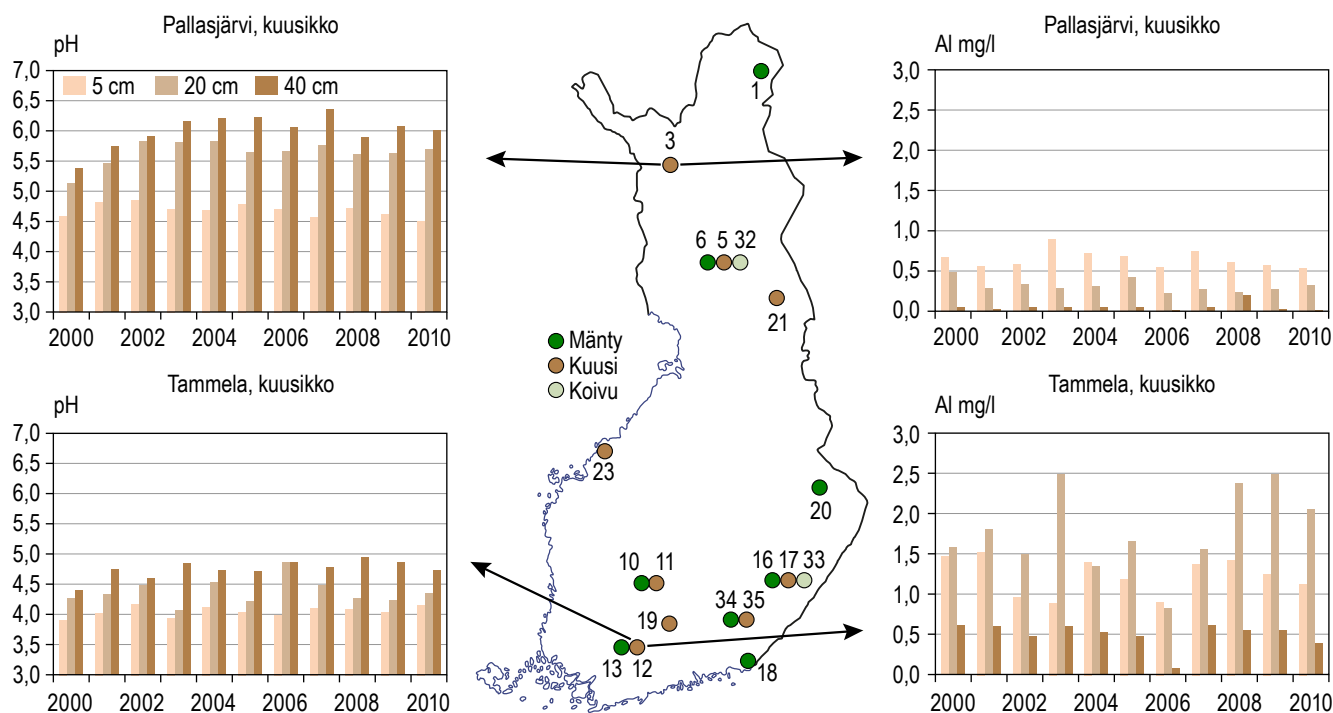 Pallasjärvi, kuusikko
pH
7,0
6,5
6,0
5,5
5,0
4,5
4,0
3,5
3,0
5 cm 20 cm 40 cm
2000 2002 2004 2006 2008 2010
Tammela, kuusikko
pH
7,0
6,5
6,0
5,5
5,0
4,5
4,0
3,5
3,0
2000 2002 2004 2006 2008 2010
1
3
6 5 32
21
Mänty
Kuusi
Koivu
23
20
10 11
16 17 33
34 35
19
13 12
18
Pallasjärvi, kuusikko
Al mg/l
3,0
2,5
2,0
1,5
1,0
0,5
0,0
2000 2002 2004 2006 2008 2010
Tammela, kuusikko
Al mg/l
3,0
2,5
2,0
1,5
1,0
0,5
0,0
2000 2002 2004 2006 2008 2010